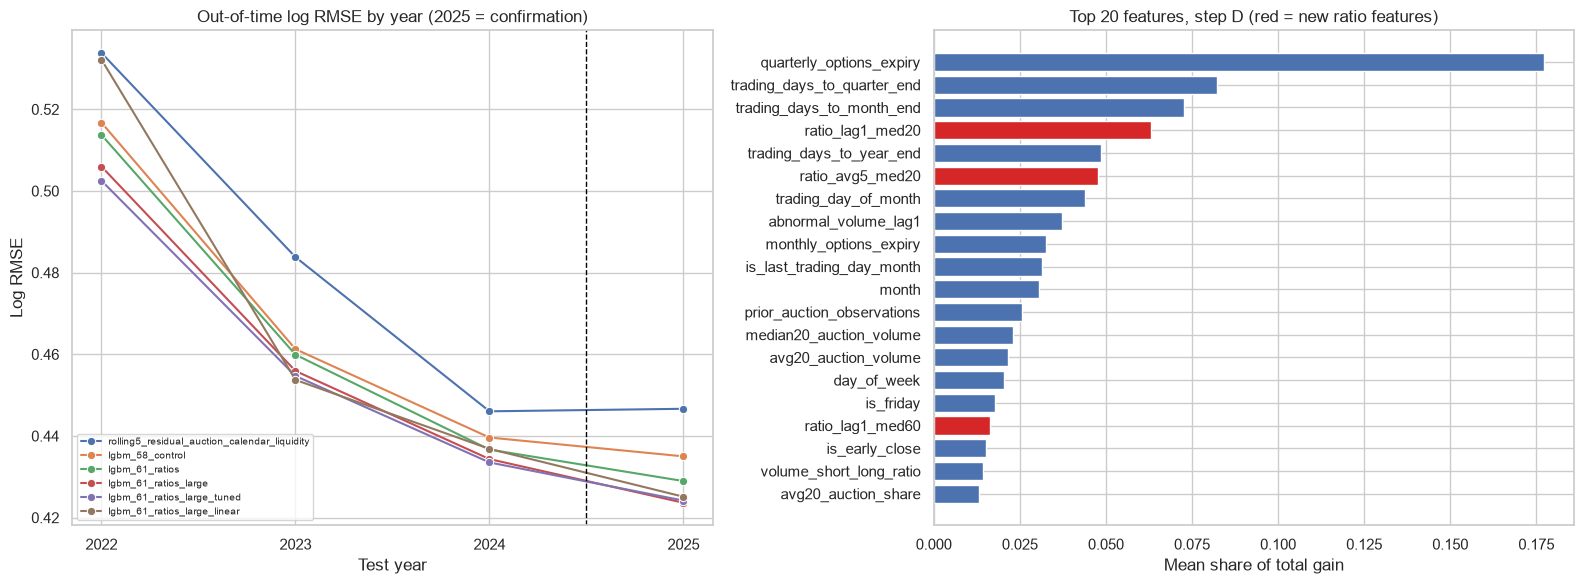 Out-of-time log RMSE by year (2025 = confirmation)
Log RMSE
0.52
0.50
0.48
0.46
0.44
0.42
rolling5_residual_auction_calendar_liquidity
lgbm_58_control
lgbm_61_ratios
lgbm_61_ratios_large
lgbm_61_ratios_large_tuned
lgbm_61_ratios_large_linear
2022 2023 2024 2025
Test year
Top 20 features, step D (red = new ratio features)
quarterly_options_expiry
trading_days_to_quarter_end
trading_days_to_month_end
ratio_lag1_med20
trading_days_to_year_end
ratio_avg5_med20
trading_day_of_month
abnormal_volume_lag1
monthly_options_expiry
is_last_trading_day_month
month
prior_auction_observations
median20_auction_volume
avg20_auction_volume
day_of_week
is_friday
ratio_lag1_med60
is_early_close
volume_short_long_ratio
avg20_auction_share
0.000 0.025 0.050 0.075 0.100 0.125 0.150 0.175
Mean share of total gain